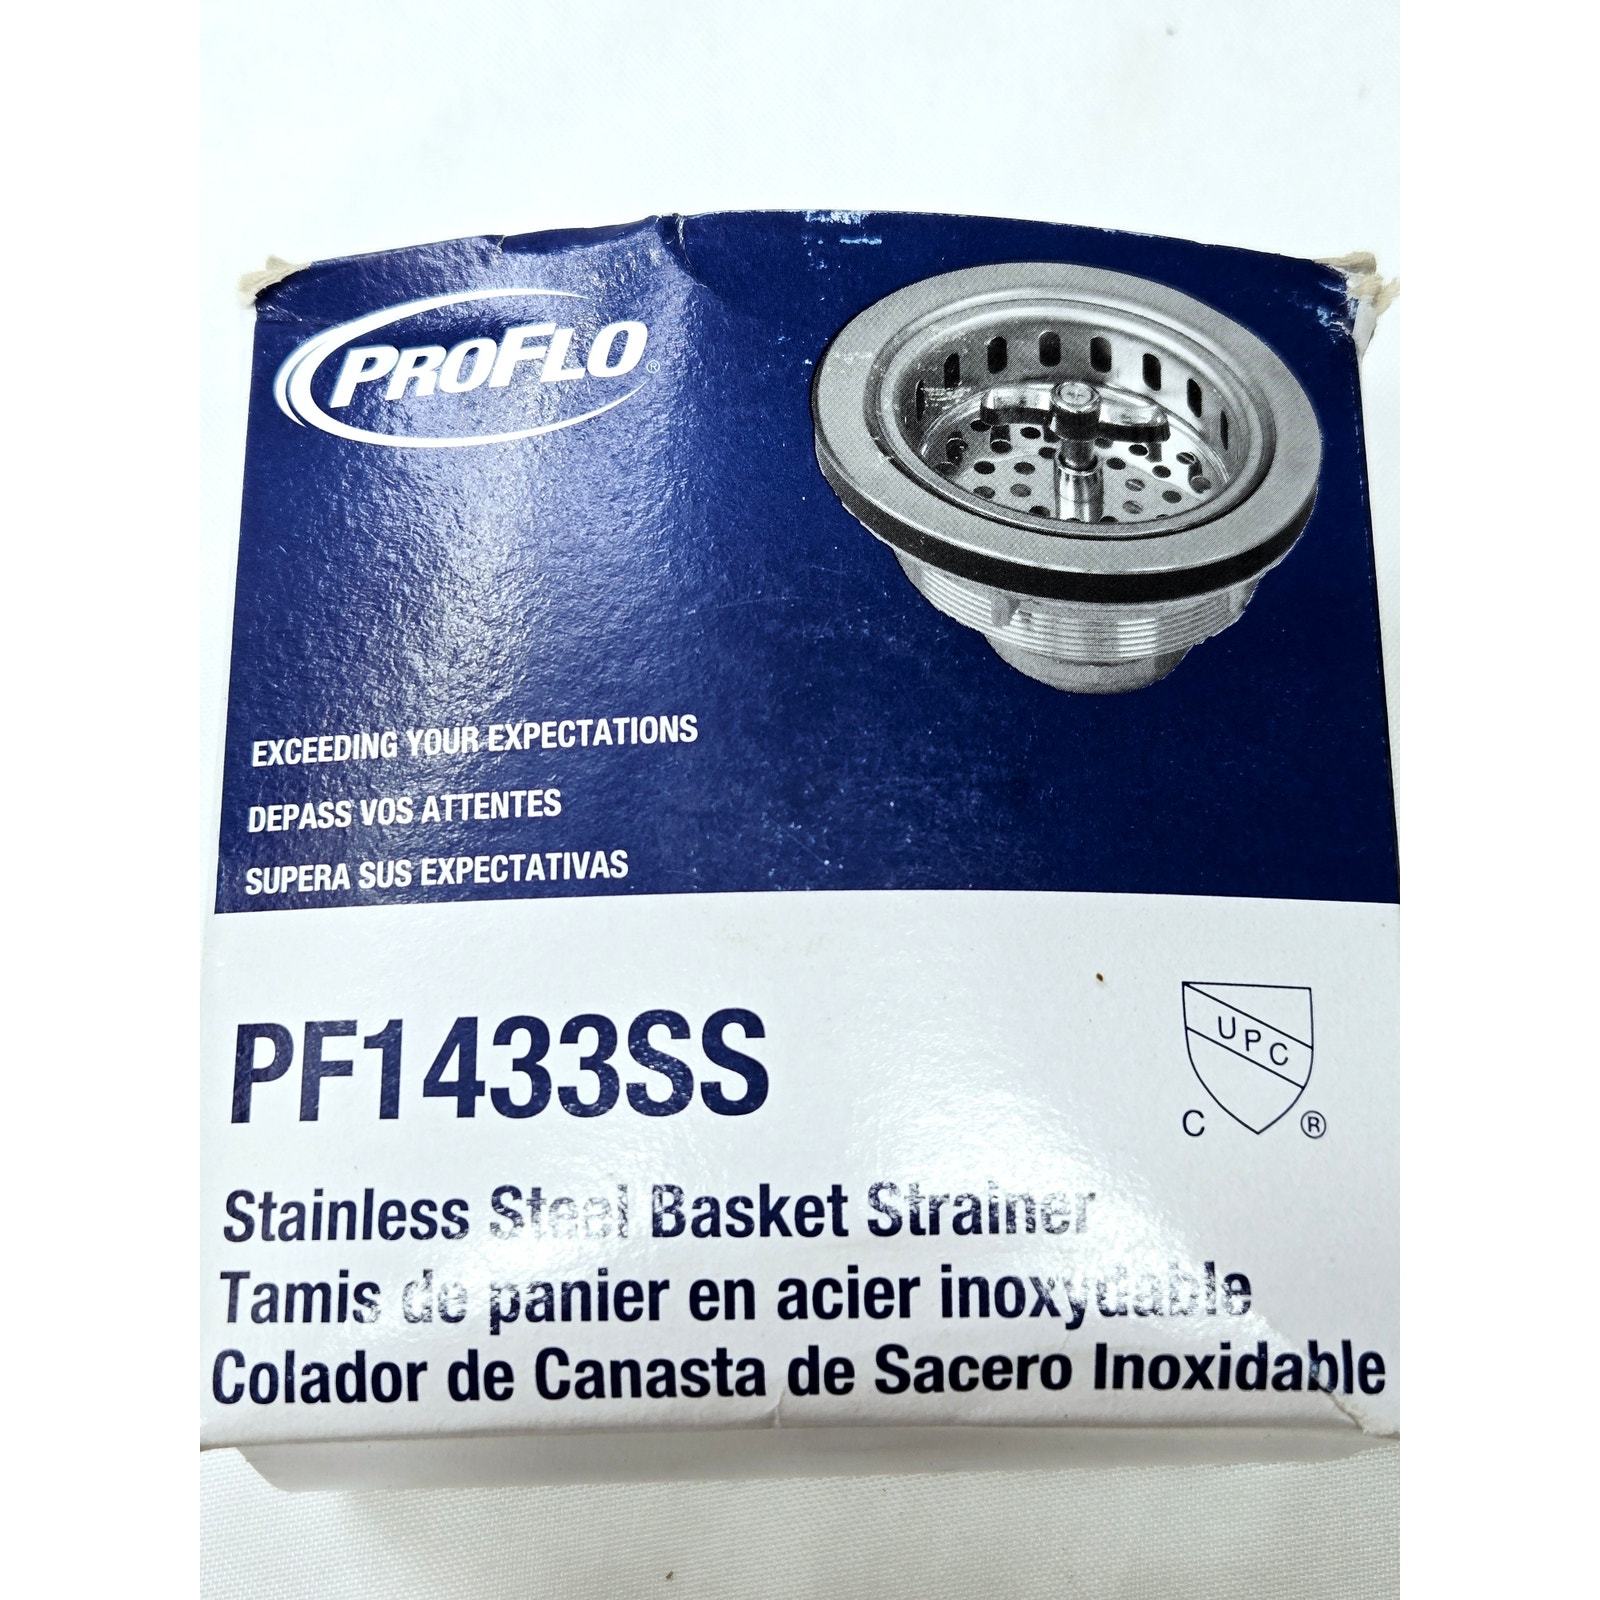 PROFLO®
EXCEEDING YOUR EXPECTATIONS
DEPASS VOS ATTENTES
SUPERA SUS EXPECTATIVAS
PF1433SS
UPC
C ®
Stainless Steel Basket Strainer
Tamis de panier en acier inoxydable
Colador de Canasta de Sacero Inoxidable